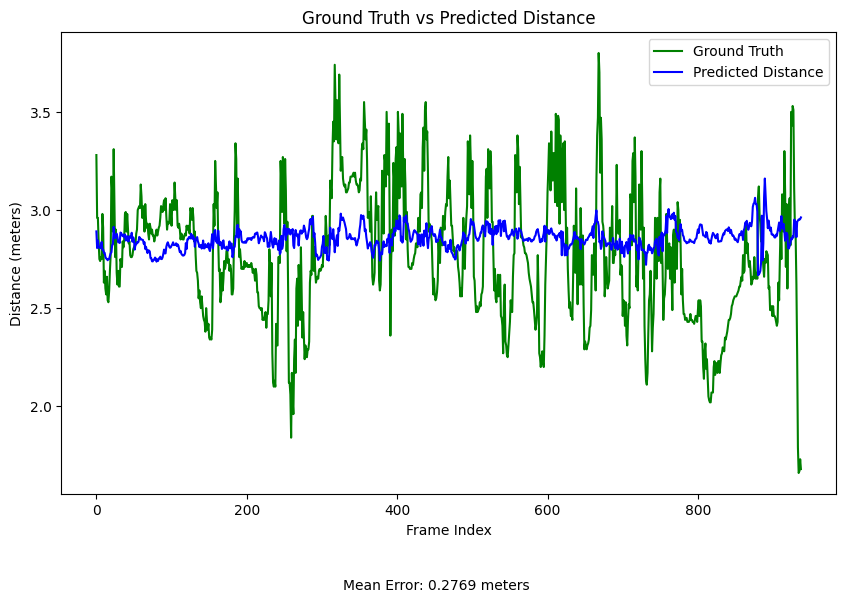 Ground Truth vs Predicted Distance
Ground Truth
Predicted Distance
Distance (meters)
3.5
3.0
2.5
2.0
0 200 400 600 800
Frame Index
Mean Error: 0.2769 meters